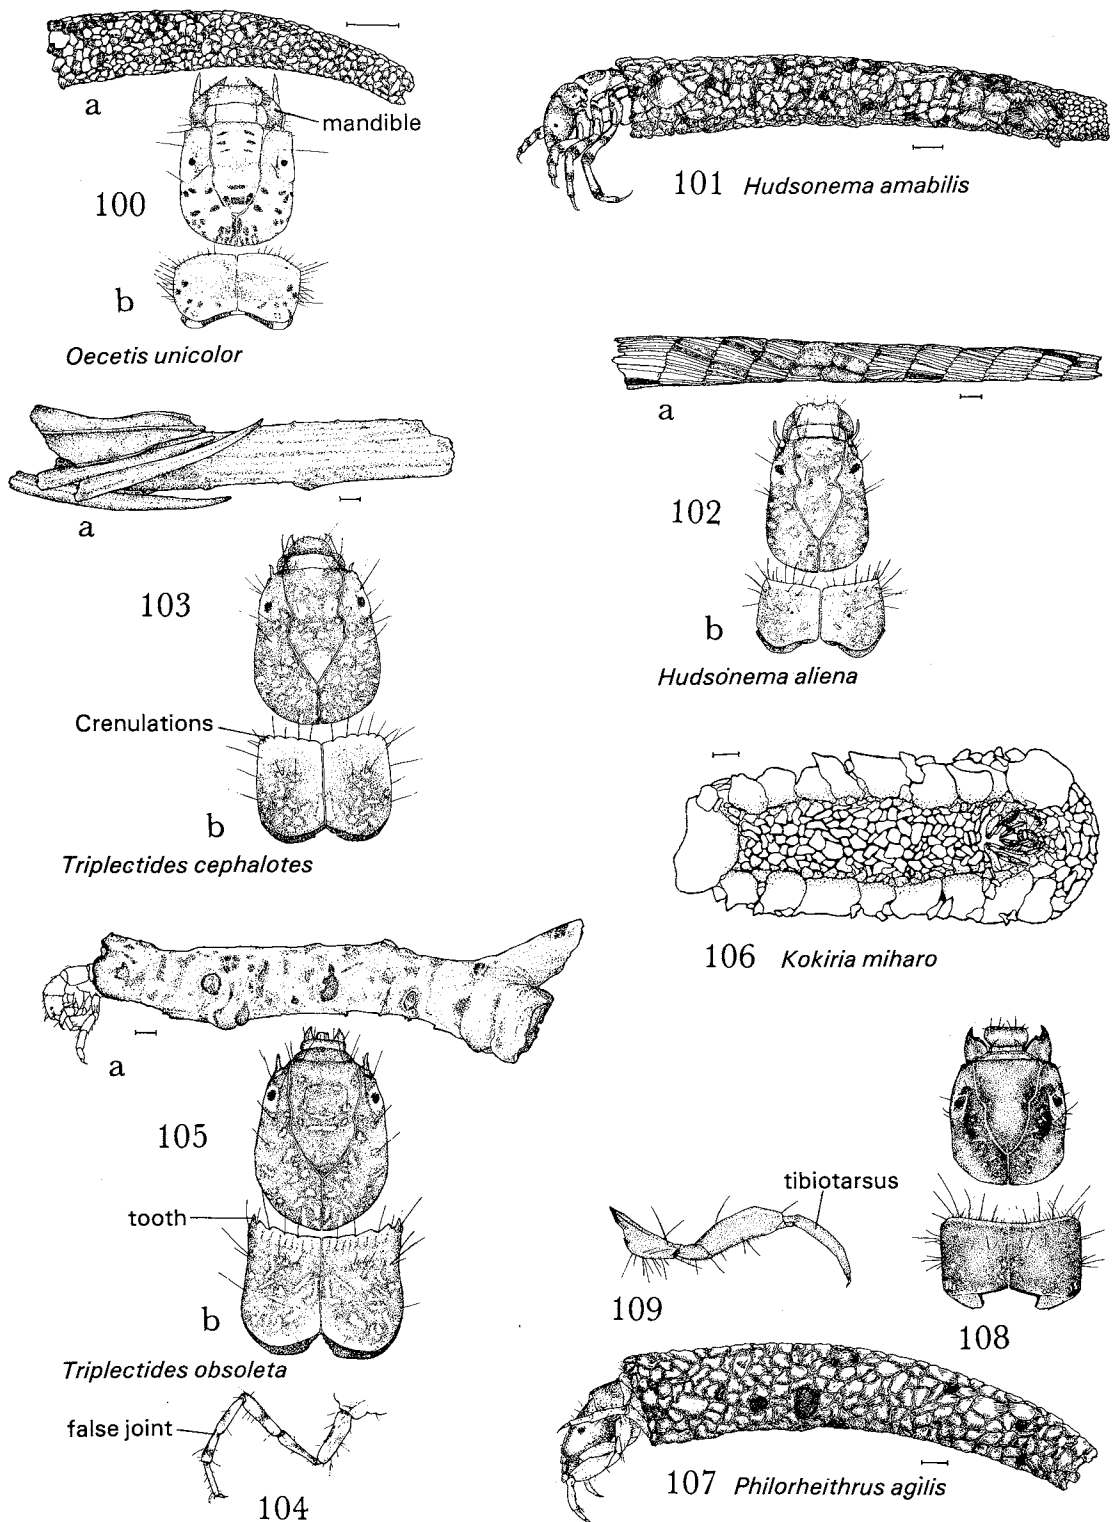 a
mandible
100
b
Oecetis unicolor
101 Hudsonema amabilis
a
102
b
Hudsonema aliena
a
103
Crenulations
b
Triplectides cephalotes
106 Kokiria miharo
a
105
tooth
b
Triplectides obsoleta
false joint
104
tibiotarsus
109
108
107 Philorheithrus agilis